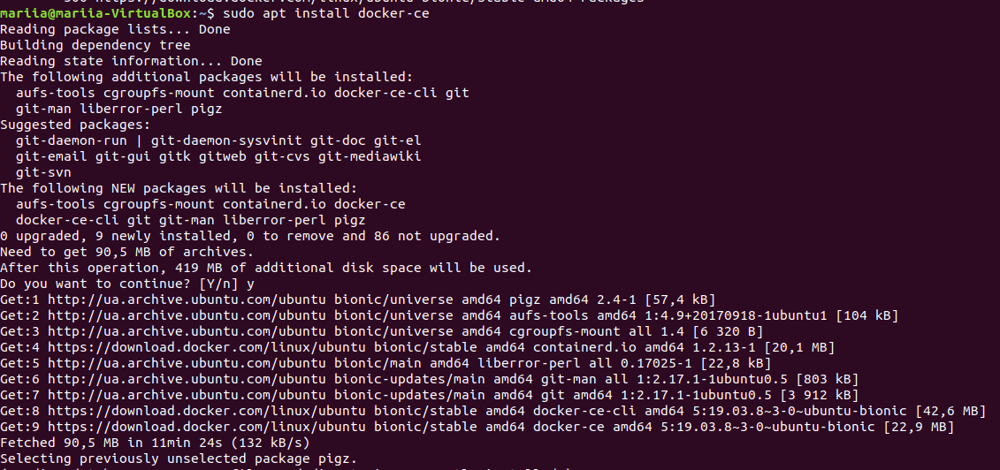 mariia@mariia-VirtualBox:~$ sudo apt install docker-ce
Reading package lists... Done
Building dependency tree
Reading state information... Done
The following additional packages will be installed:
  aufs-tools cgroupfs-mount containerd.io docker-ce-cli git
  git-man liberror-perl pigz
Suggested packages:
  git-daemon-run | git-daemon-sysvinit git-doc git-el
  git-email git-gui gitk gitweb git-cvs git-mediawiki
  git-svn
The following NEW packages will be installed:
  aufs-tools cgroupfs-mount containerd.io docker-ce
  docker-ce-cli git git-man liberror-perl pigz
0 upgraded, 9 newly installed, 0 to remove and 86 not upgraded.
Need to get 90,5 MB of archives.
After this operation, 419 MB of additional disk space will be used.
Do you want to continue? [Y/n] y
Get:1 http://ua.archive.ubuntu.com/ubuntu bionic/universe amd64 pigz amd64 2.4-1 [57,4 kB]
Get:2 http://ua.archive.ubuntu.com/ubuntu bionic/universe amd64 aufs-tools amd64 1:4.9+20170918-1ubuntu1 [104 kB]
Get:3 http://ua.archive.ubuntu.com/ubuntu bionic/universe amd64 cgroupfs-mount all 1.4 [6 320 B]
Get:4 https://download.docker.com/linux/ubuntu bionic/stable amd64 containerd.io amd64 1.2.13-1 [20,1 MB]
Get:5 http://ua.archive.ubuntu.com/ubuntu bionic/main amd64 liberror-perl all 0.17025-1 [22,8 kB]
Get:6 http://ua.archive.ubuntu.com/ubuntu bionic-updates/main amd64 git-man all 1:2.17.1-1ubuntu0.5 [803 kB]
Get:7 http://ua.archive.ubuntu.com/ubuntu bionic-updates/main amd64 git amd64 1:2.17.1-1ubuntu0.5 [3 912 kB]
Get:8 https://download.docker.com/linux/ubuntu bionic/stable amd64 docker-ce-cli amd64 5:19.03.8~3-0~ubuntu-bionic [42,6 MB]
Get:9 https://download.docker.com/linux/ubuntu bionic/stable amd64 docker-ce amd64 5:19.03.8~3-0~ubuntu-bionic [22,9 MB]
Fetched 90,5 MB in 11min 24s (132 kB/s)
Selecting previously unselected package pigz.